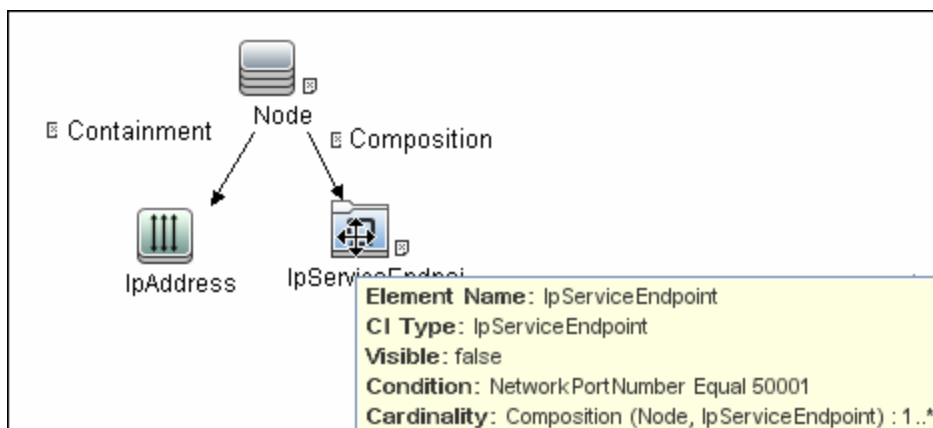 Node
Containment
Composition
IpAddress
IpServiceEndpoi
Element Name: IpServiceEndpoint
CI Type: IpServiceEndpoint
Visible: false
Condition: NetworkPortNumber Equal 50001
Cardinality: Composition (Node, IpServiceEndpoint) : 1..*